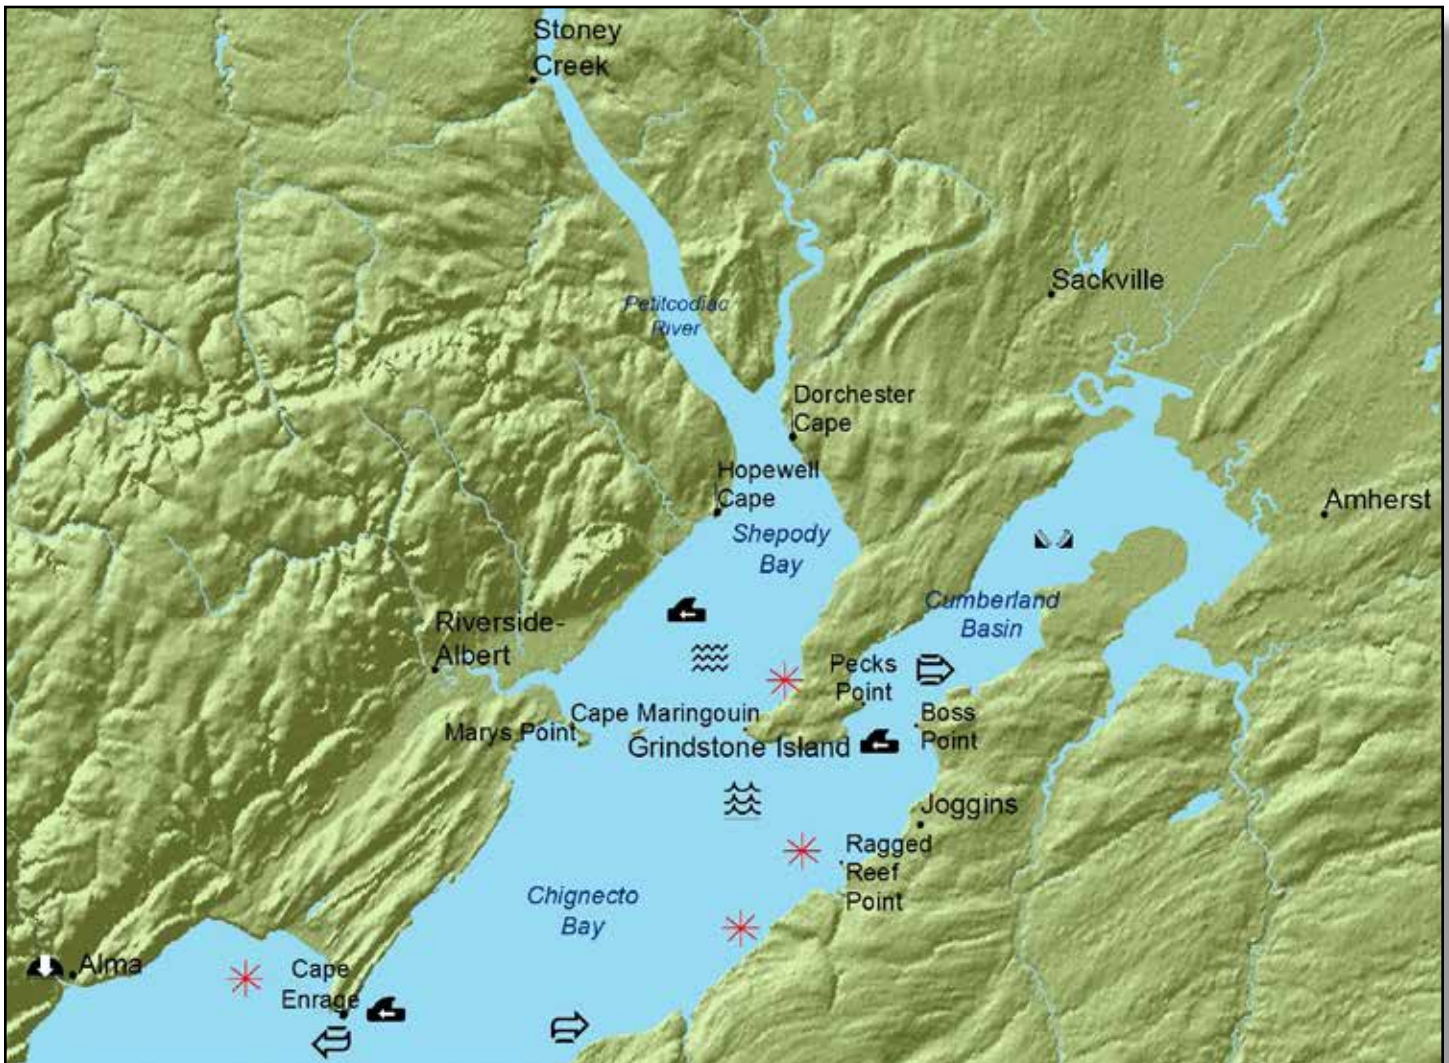 Stoney
Creek
Sackville
Petitcodiac
River
Dorchester
Cape
Hopewell
Cape
Amherst
Shepody
Bay
Cumberland
Basin
Riverside-
Albert
Pecks
Point
Cape Maringouin
Boss
Point
Marys Point
Grindstone Island
Joggins
Ragged
Reef
Point
Chignecto
Bay
Alma
Cape
Enrage